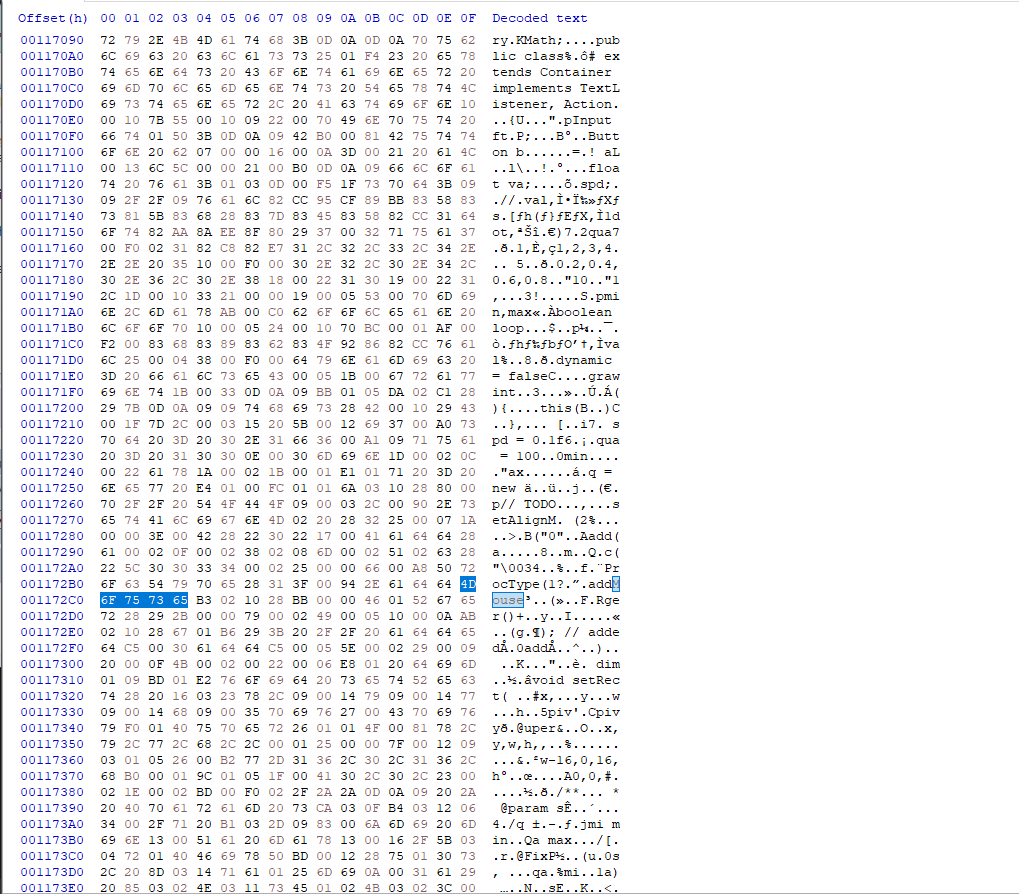 Offset(h) 00 01 02 03 04 05 06 07 08 09 0A 0B 0C 0D 0E 0F Decoded text
00117090 72 79 2E 4B 4D 61 74 68 3B 0D 0A 0D 0A 70 75 62 ry.KMath;....pub
001170A0 6C 69 63 20 63 6C 61 73 73 25 01 F4 23 20 65 78 lic class%.ô# ex
001170B0 74 65 6E 64 73 20 43 6F 6E 74 61 69 6E 65 72 20 tends Container
001170C0 69 6D 70 6C 65 6D 65 6E 74 73 20 54 65 78 74 4C implements TextL
001170D0 69 73 74 65 6E 65 72 2C 20 41 63 74 69 6F 6E 10 istener, Action.
001170E0 00 10 7B 55 00 10 09 22 00 70 49 6E 70 75 74 20 ..{U...".pInput
001170F0 66 74 01 50 3B 0D 0A 09 42 B0 00 81 42 75 74 74 ft.P;...B°..Butt
00117100 6F 6E 20 62 07 00 00 16 00 0A 3D 00 21 20 61 4C on b......=.! aL
00117110 00 13 6C 5C 00 00 21 00 B0 0D 0A 09 66 6C 6F 61 ..l\..!.°...floa
00117120 74 20 76 61 3B 01 03 0D 00 F5 1F 73 70 64 3B 09 t va;....õ.spd;.
00117130 09 2F 2F 09 76 61 6C 82 CC 95 CF 89 BB 83 58 83 .//.val‚Ì•Ï‰»ƒXƒ
00117140 73 81 5B 83 68 28 83 7D 83 45 83 58 82 CC 31 64 s.[ƒh(ƒ}ƒEƒX‚Ì1d
00117150 6F 74 82 AA 8A EE 8F 80 29 37 00 32 71 75 61 37 ot‚ªŠî.€)7.2qua7
00117160 00 F0 02 31 82 C8 82 E7 31 2C 32 2C 33 2C 34 2E .ð.1‚È‚ç1,2,3,4.
00117170 2E 2E 20 35 10 00 F0 00 30 2E 32 2C 30 2E 34 2C .. 5..ð.0.2,0.4,
00117180 30 2E 36 2C 30 2E 38 18 00 22 31 30 19 00 22 31 0.6,0.8.."10.."1
00117190 2C 1D 00 10 33 21 00 00 19 00 05 53 00 70 6D 69 ,...3!.....S.pmi
001171A0 6E 2C 6D 61 78 AB 00 C0 62 6F 6F 6C 65 61 6E 20 n,max«.Àboolean
001171B0 6C 6F 6F 70 10 00 05 24 00 10 70 BC 00 01 AF 00 loop...$..p¼..¯.
001171C0 F2 00 83 68 83 89 83 62 83 4F 92 86 82 CC 76 61 ò.ƒhƒ‰ƒbƒO’†‚Ìva
001171D0 6C 25 00 04 38 00 F0 00 64 79 6E 61 6D 69 63 20 l%..8.ð.dynamic
001171E0 3D 20 66 61 6C 73 65 43 00 05 1B 00 67 72 61 77 = falseC....graw
001171F0 69 6E 74 1B 00 33 0D 0A 09 BB 01 05 DA 02 C1 28 int..3...»..Ú.Á(
00117200 29 7B 0D 0A 09 09 74 68 69 73 28 42 00 10 29 43 ){....this(B..)C
00117210 00 1F 7D 2C 00 03 15 20 5B 00 12 69 37 00 A0 73 ..},... [..i7. s
00117220 70 64 20 3D 20 30 2E 31 66 36 00 A1 09 71 75 61 pd = 0.1f6.¡.qua
00117230 20 3D 20 31 30 30 0E 00 30 6D 69 6E 1D 00 02 0C = 100..0min....
00117240 00 22 61 78 1A 00 02 1B 00 01 E1 01 71 20 3D 20 ."ax......á.q =
00117250 6E 65 77 20 E4 01 00 FC 01 01 6A 03 10 28 80 00 new ä..ü..j..(€.
00117260 70 2F 2F 20 54 4F 44 4F 09 00 03 2C 00 90 2E 73 p// TODO...,...s
00117270 65 74 41 6C 69 67 6E 4D 02 20 28 32 25 00 07 1A etAlignM. (2%...
00117280 00 00 3E 00 42 28 22 30 22 17 00 41 61 64 64 28 ..>.B("0"..Aadd(
00117290 61 00 02 0F 00 02 38 02 08 6D 00 02 51 02 63 28 a.....8..m..Q.c(
001172A0 22 5C 30 30 33 34 00 02 25 00 00 66 00 A8 50 72 "\0034..%..f.¨Pr
001172B0 6F 63 54 79 70 65 28 31 3F 00 94 2E 61 64 64 4D ocType(1?.”.addM
001172C0 6F 75 73 65 B3 02 10 28 BB 00 00 46 01 52 67 65 ouse³..(»..F.Rge
001172D0 72 28 29 2B 00 00 79 00 02 49 00 05 10 00 0A AB r()+..y..I.....«
001172E0 02 10 28 67 01 B6 29 3B 20 2F 2F 20 61 64 64 65 ..(g.¶); // adde
001172F0 64 C5 00 30 61 64 64 C5 00 05 5E 00 02 29 00 09 dÅ.0addÅ..^..)..
00117300 20 00 0F 4B 00 02 00 22 00 06 E8 01 20 64 69 6D ..K..."..è. dim
00117310 01 09 BD 01 E2 76 6F 69 64 20 73 65 74 52 65 63 ..½.âvoid setRec
00117320 74 28 20 16 03 23 78 2C 09 00 14 79 09 00 14 77 t( ..#x,...y...w
00117330 09 00 14 68 09 00 35 70 69 76 27 00 43 70 69 76 ...h..5piv'.Cpiv
00117340 79 F0 01 40 75 70 65 72 26 01 01 4F 00 81 78 2C yð.@uper&..O..x,
00117350 79 2C 77 2C 68 2C 2C 00 01 25 00 00 7F 00 12 09 y,w,h,,..%......
00117360 03 01 05 26 00 B2 77 2D 31 36 2C 30 2C 31 36 2C ...&.²w-16,0,16,
00117370 68 B0 00 01 9C 01 05 1F 00 41 30 2C 30 2C 23 00 h°..œ....A0,0,#.
00117380 02 1E 00 02 BD 00 F0 02 2F 2A 2A 0D 0A 09 20 2A ....½.ð./**... *
00117390 20 40 70 61 72 61 6D 20 73 CA 03 0F B4 03 12 06 @param sÊ..´...
001173A0 34 00 2F 71 20 B1 03 2D 09 83 00 6A 6D 69 20 6D 4./q ±.-.ƒ.jmi m
001173B0 69 6E 13 00 51 61 20 6D 61 78 13 00 16 2F 5B 03 in..Qa max.../[.
001173C0 04 72 01 40 46 69 78 50 BD 00 12 28 75 01 30 73 .r.@FixP½..(u.0s
001173D0 2C 20 8D 03 14 71 61 01 25 6D 69 0A 00 31 61 29 , ...qa.%mi..1a)
001173E0 20 85 03 02 4E 03 11 73 45 01 02 4B 03 02 3C 00 …..N..sE..K..<.